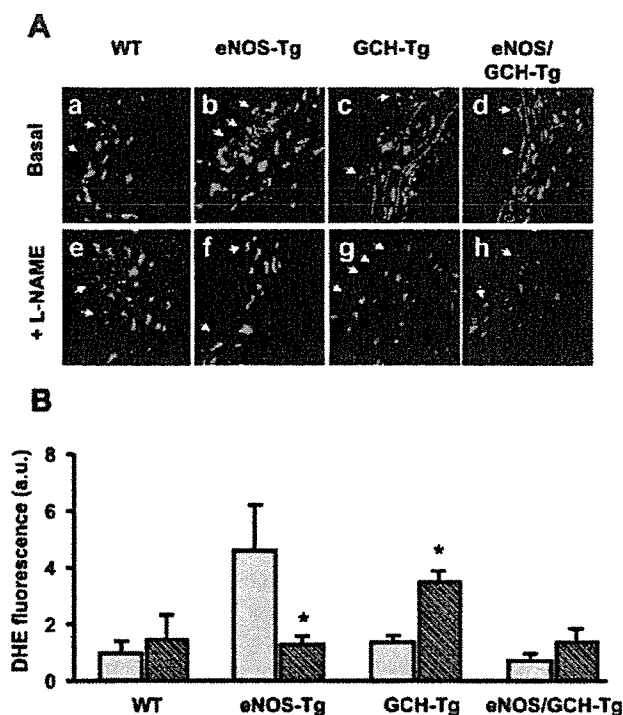 A
WT eNOS-Tg GCH-Tg eNOS/
GCH-Tg
Basal
a b c d
+ L-NAME
e f g h
B
DHE fluorescence (a.u.)
8
6
4
2
0
* *
WT eNOS-Tg GCH-Tg eNOS/GCH-Tg